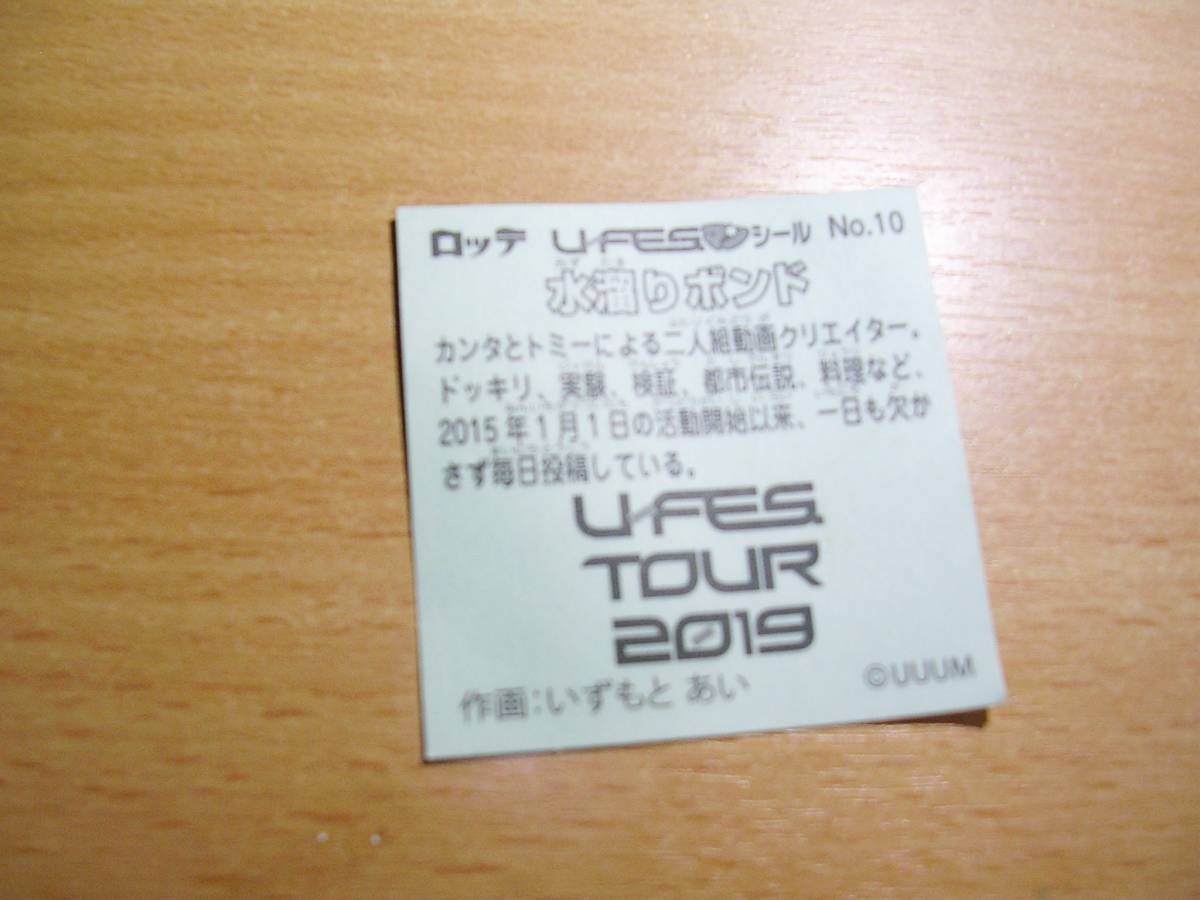 ロッテ U-FES.シール No.10
水溜りボンド
カンタとトミーによる二人組動画クリエイター。
ドッキリ、実験、検証、都市伝説、料理など、
2015年1月1日の活動開始以来、一日も欠か
さず毎日投稿している。
U-FES.
TOUR
2019
作画:いずもと あい
©UUUM